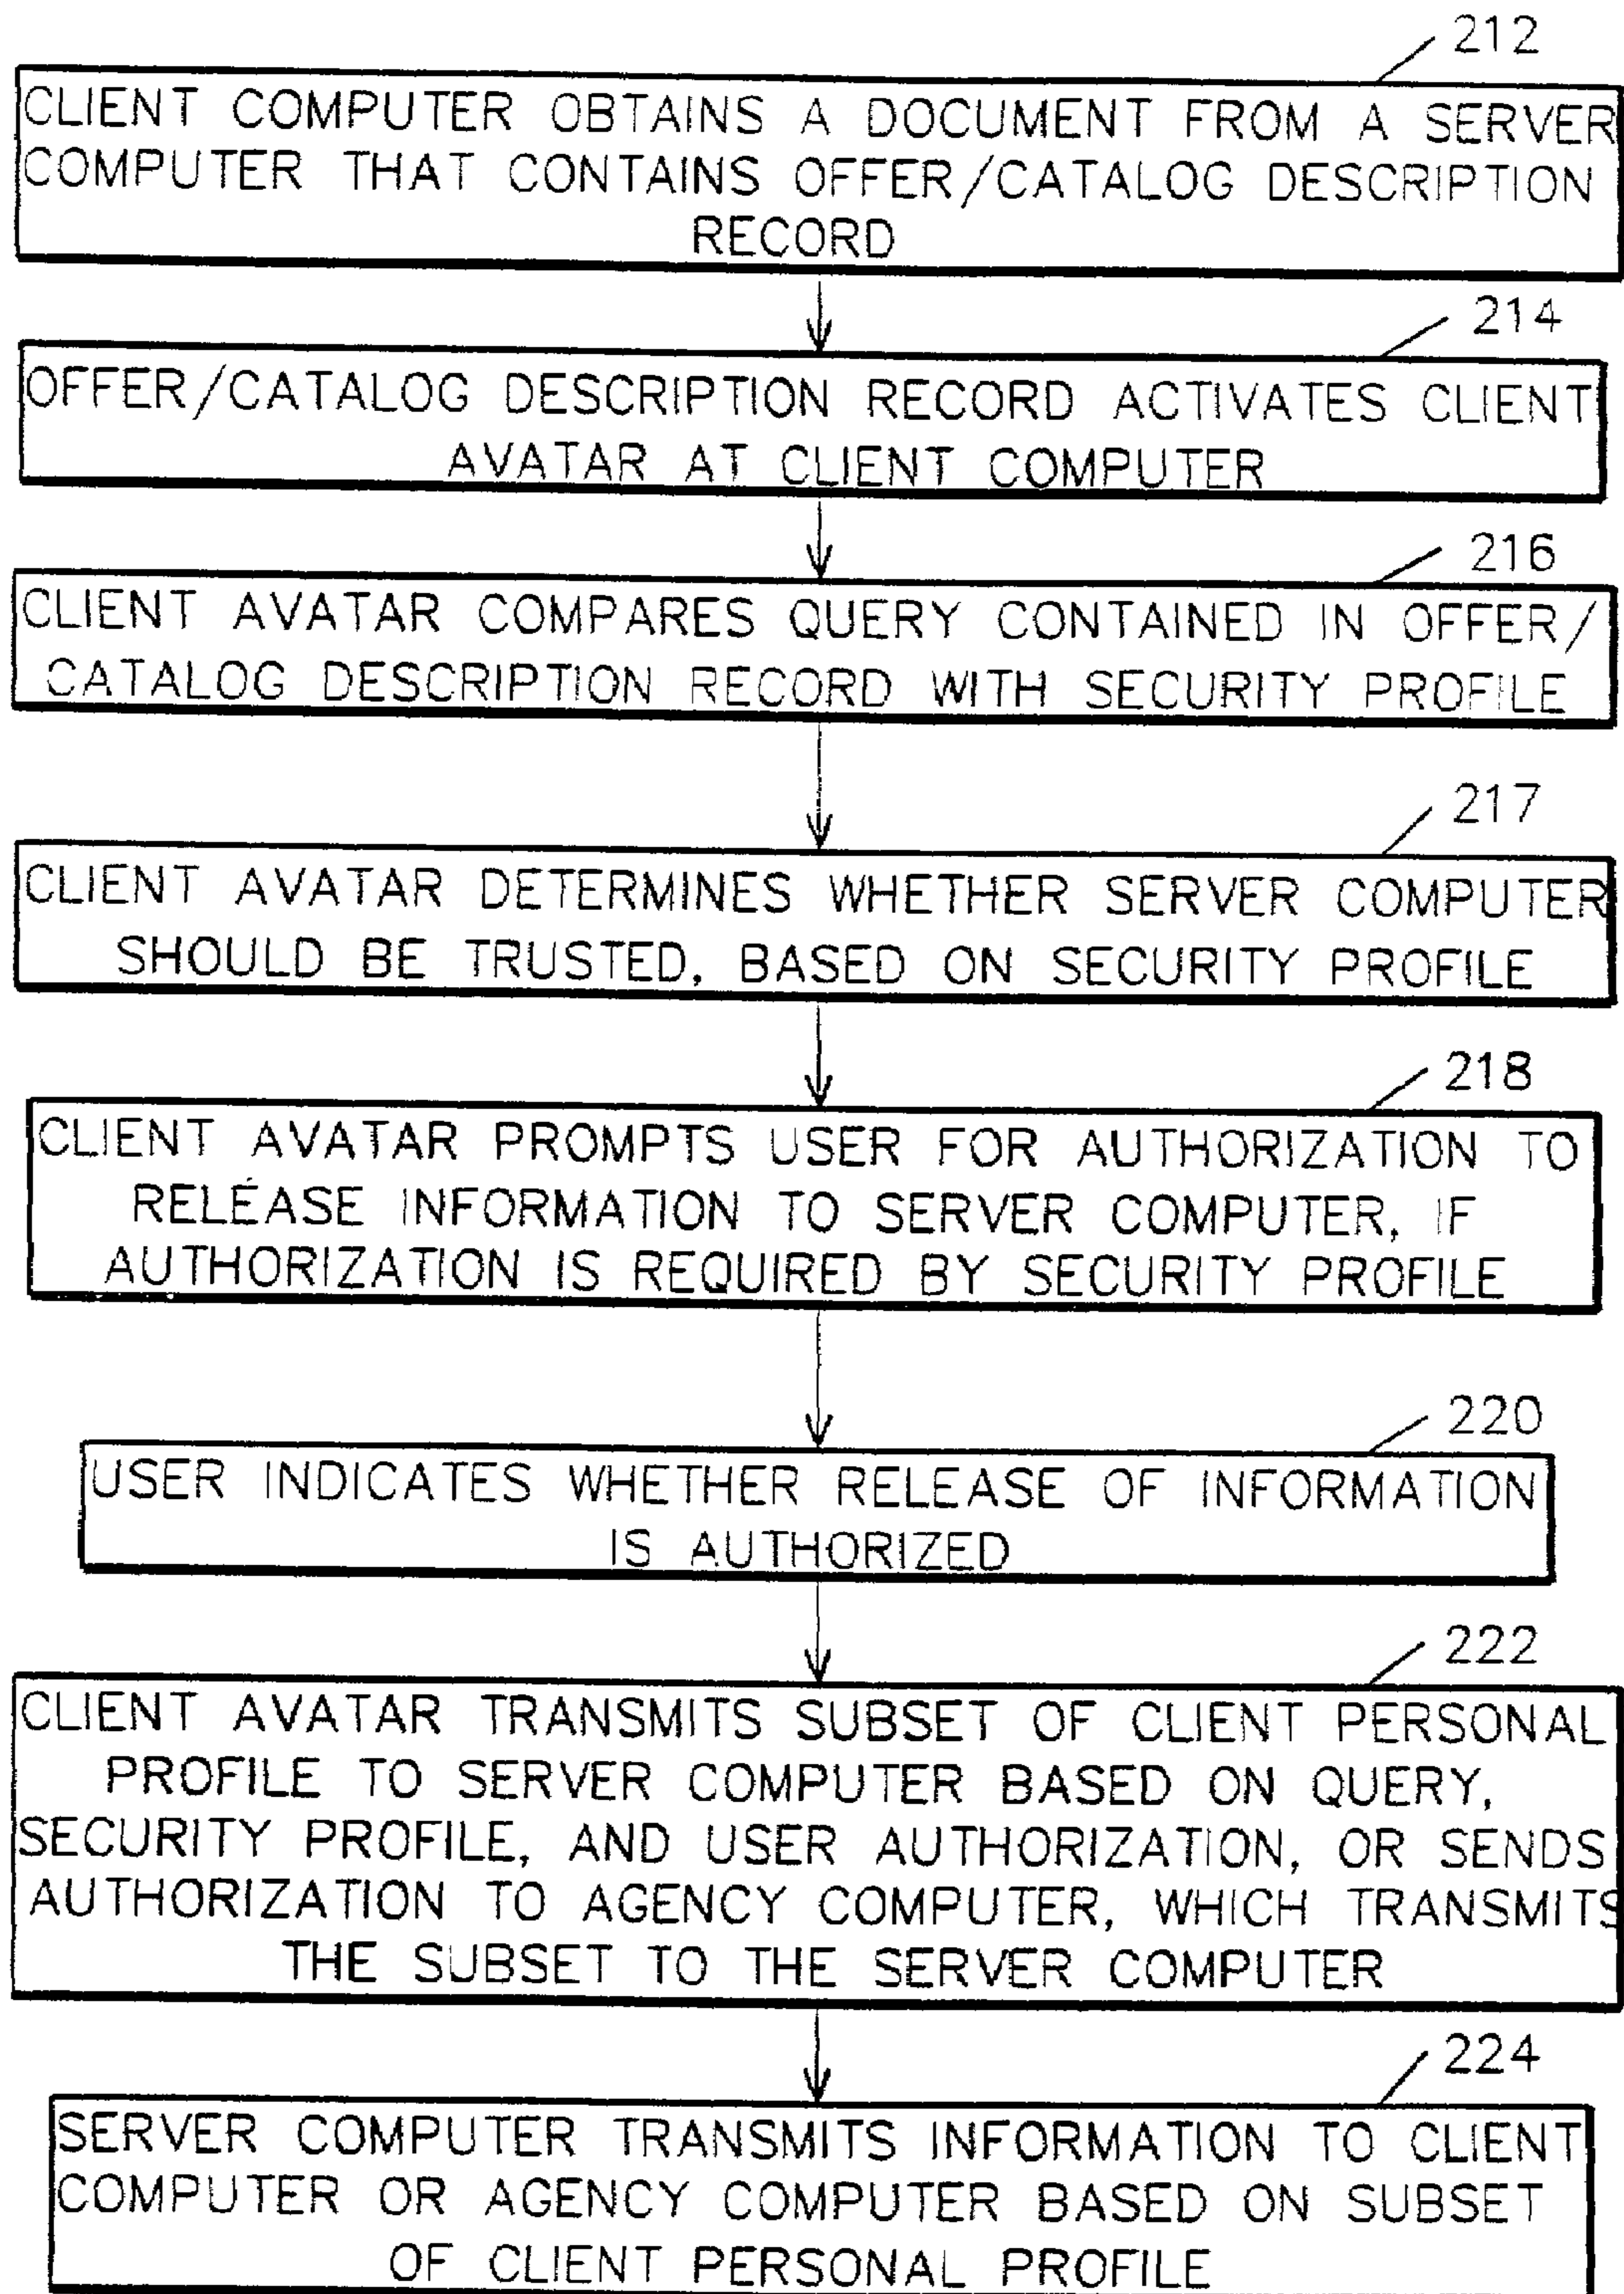 212
CLIENT COMPUTER OBTAINS A DOCUMENT FROM A SERVER
COMPUTER THAT CONTAINS OFFER/CATALOG DESCRIPTION
RECORD
214
OFFER/CATALOG DESCRIPTION RECORD ACTIVATES CLIENT
AVATAR AT CLIENT COMPUTER
216
CLIENT AVATAR COMPARES QUERY CONTAINED IN OFFER/
CATALOG DESCRIPTION RECORD WITH SECURITY PROFILE
217
CLIENT AVATAR DETERMINES WHETHER SERVER COMPUTER
SHOULD BE TRUSTED, BASED ON SECURITY PROFILE
218
CLIENT AVATAR PROMPTS USER FOR AUTHORIZATION TO
RELEASE INFORMATION TO SERVER COMPUTER, IF
AUTHORIZATION IS REQUIRED BY SECURITY PROFILE
220
USER INDICATES WHETHER RELEASE OF INFORMATION
IS AUTHORIZED
222
CLIENT AVATAR TRANSMITS SUBSET OF CLIENT PERSONAL
PROFILE TO SERVER COMPUTER BASED ON QUERY,
SECURITY PROFILE, AND USER AUTHORIZATION, OR SENDS
AUTHORIZATION TO AGENCY COMPUTER, WHICH TRANSMITS
THE SUBSET TO THE SERVER COMPUTER
224
SERVER COMPUTER TRANSMITS INFORMATION TO CLIENT
COMPUTER OR AGENCY COMPUTER BASED ON SUBSET
OF CLIENT PERSONAL PROFILE